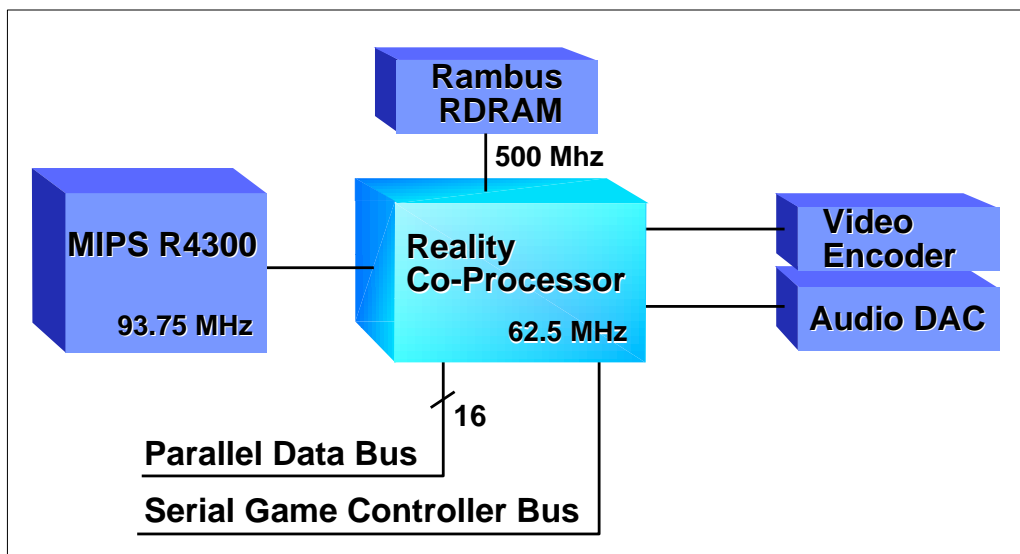 Rambus
RDRAM
500 Mhz
MIPS R4300
93.75 MHz
Reality
Co-Processor
62.5 MHz
Video
Encoder
Audio DAC
16
Parallel Data Bus
Serial Game Controller Bus